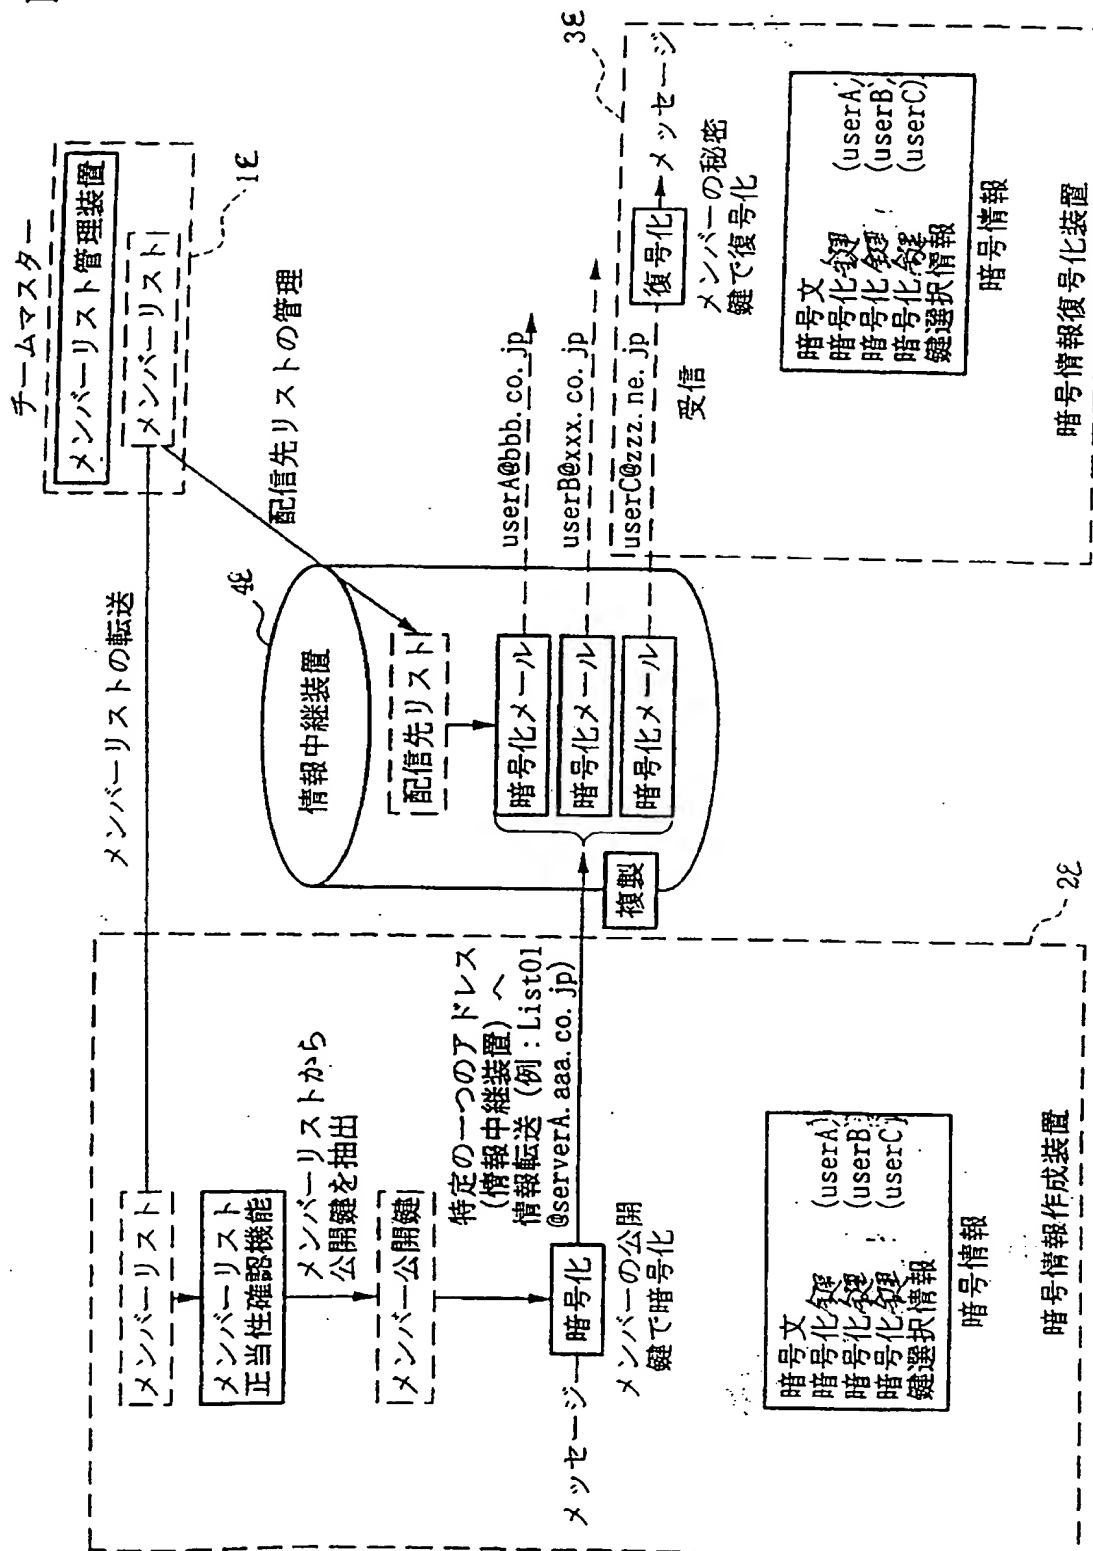 チームマスター
メンバーリスト管理装置
メンバーリスト
1E
メンバーリストの転送
配信先リストの管理
メンバーリスト
メンバーリスト
正当性確認機能
メンバーリストから
公開鍵を抽出
メンバー公開鍵
メッセージ
暗号化
メンバーの公開
鍵で暗号化
特定の一つのアドレス
(情報中継装置) へ
情報転送 (例 : List01
@serverA.aaa.co.jp)
暗号文
暗号化鍵 (userA)
暗号化鍵 (userB)
暗号化鍵 (userC)
鍵選択情報
暗号情報
暗号情報作成装置
2E
4E
情報中継装置
配信先リスト
複製
暗号化メール
暗号化メール
暗号化メール
userA@bbb.co.jp
userB@xxx.co.jp
userC@zzz.ne.jp
3E
受信
復号化
メッセージ
メンバーの秘密
鍵で復号化
暗号文
暗号化鍵 (userA)
暗号化鍵 (userB)
暗号化鍵 (userC)
鍵選択情報
暗号情報
暗号情報復号化装置